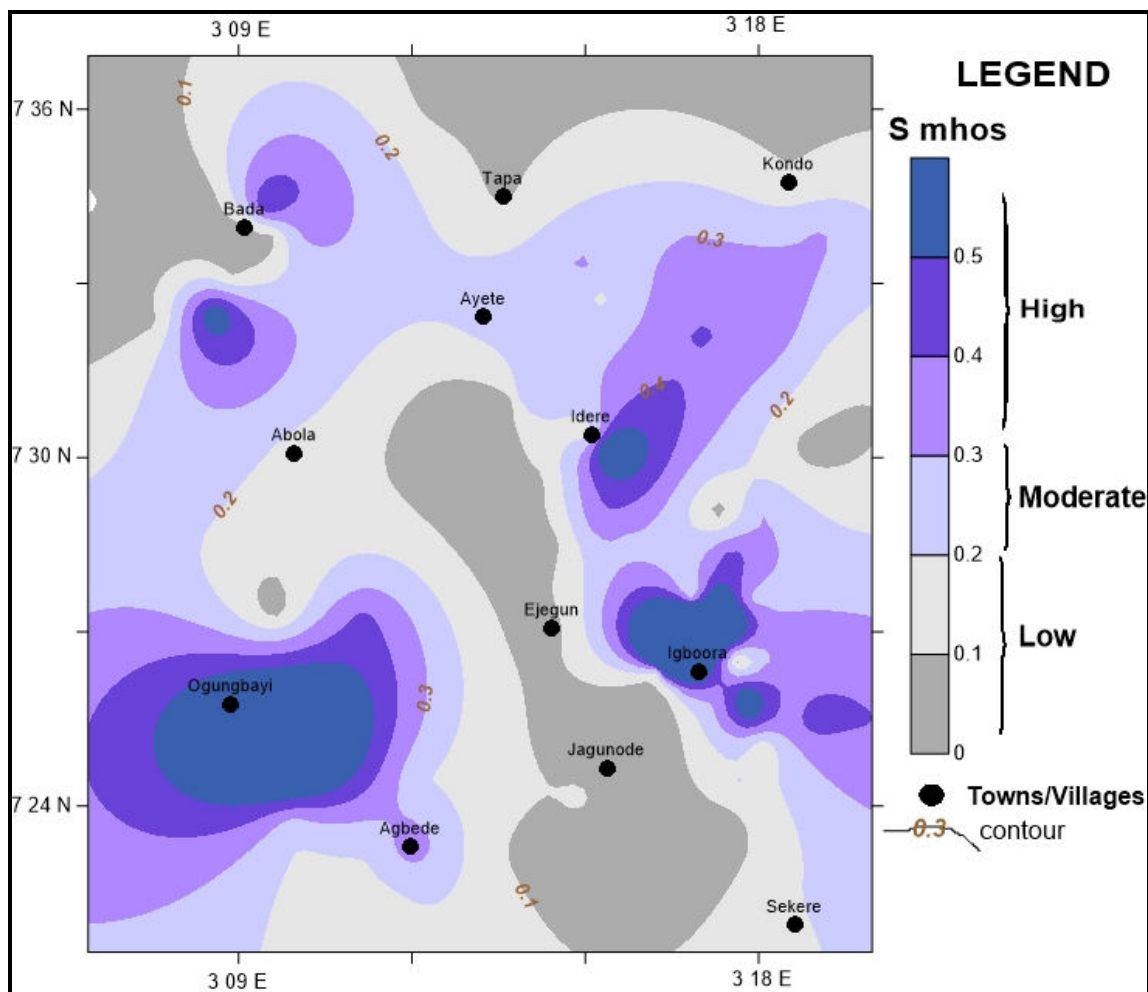 3 09 E
3 18 E
LEGEND
7 36 N
0.1
S mhos
0.2
Kondo
Tapa
Bada
0.3
0.5
Ayete
High
0.4
0.4
0.2
Idere
Abola
7 30 N
0.3
Moderate
0.2
0.2
Ejegun
Low
Igboora
0.1
Ogungbayi
0.3
Jagunode
0
7 24 N
Towns/Villages
Agbede
0.3 contour
0.1
Sekere
3 09 E
3 18 E